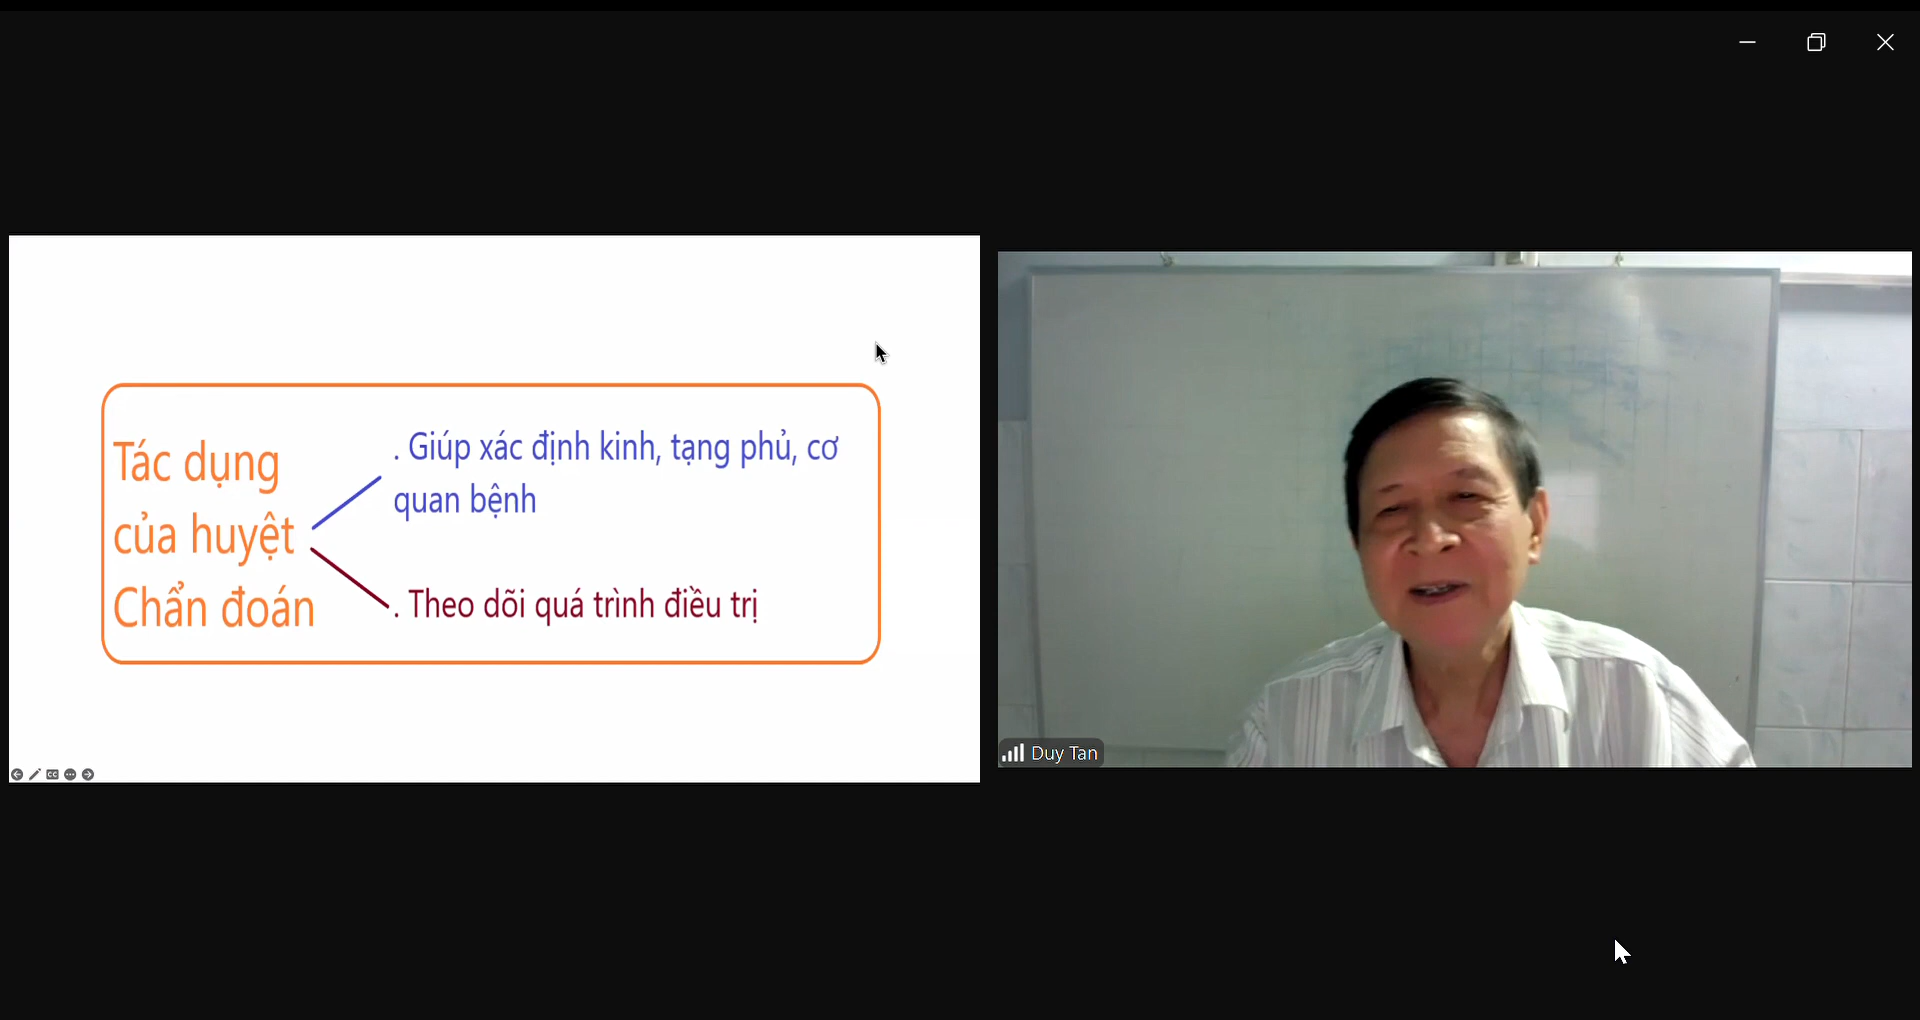 Tác dụng
của huyệt
Chẩn đoán
. Giúp xác định kinh, tạng phủ, cơ
quan bệnh
. Theo dõi quá trình điều trị
Duy Tan